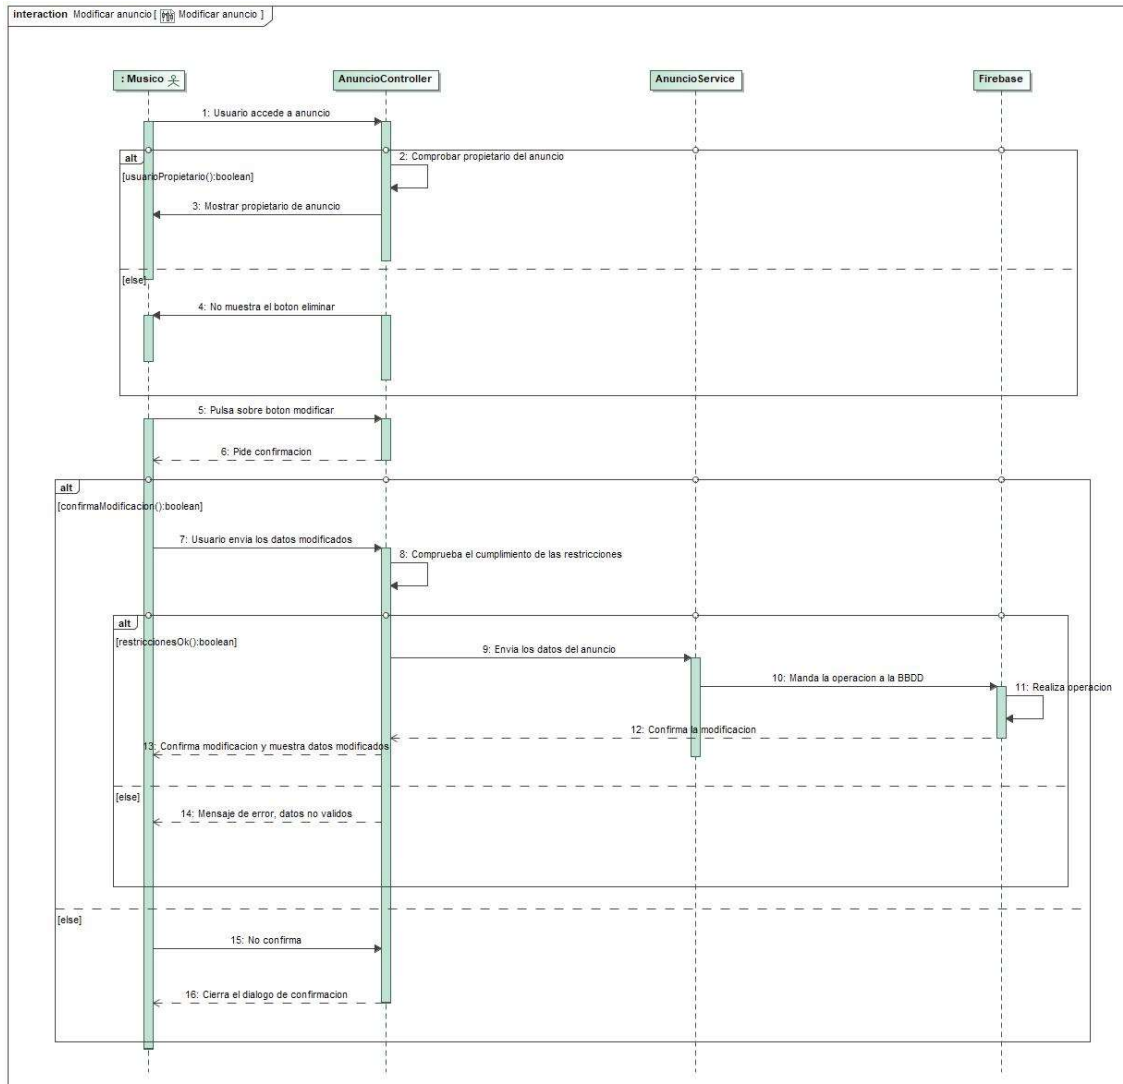 interaction Modificar anuncio [ Modificar anuncio ]
: Musico
AnuncioController
AnuncioService
Firebase
1: Usuario accede a anuncio
alt
2: Comprobar propietario del anuncio
[usuarioPropietario():boolean]
3: Mostrar propietario de anuncio
[else]
4: No muestra el boton eliminar
5: Pulsa sobre boton modificar
6: Pide confirmacion
alt
[confirmaModificacion():boolean]
7: Usuario envia los datos modificados
8: Comprueba el cumplimiento de las restricciones
alt
[restriccionesOk():boolean]
9: Envia los datos del anuncio
10: Manda la operacion a la BBDD
11: Realiza operacion
12: Confirma la modificacion
13: Confirma modificacion y muestra datos modificados
[else]
14: Mensaje de error, datos no validos
[else]
15: No confirma
16: Cierra el dialogo de confirmacion